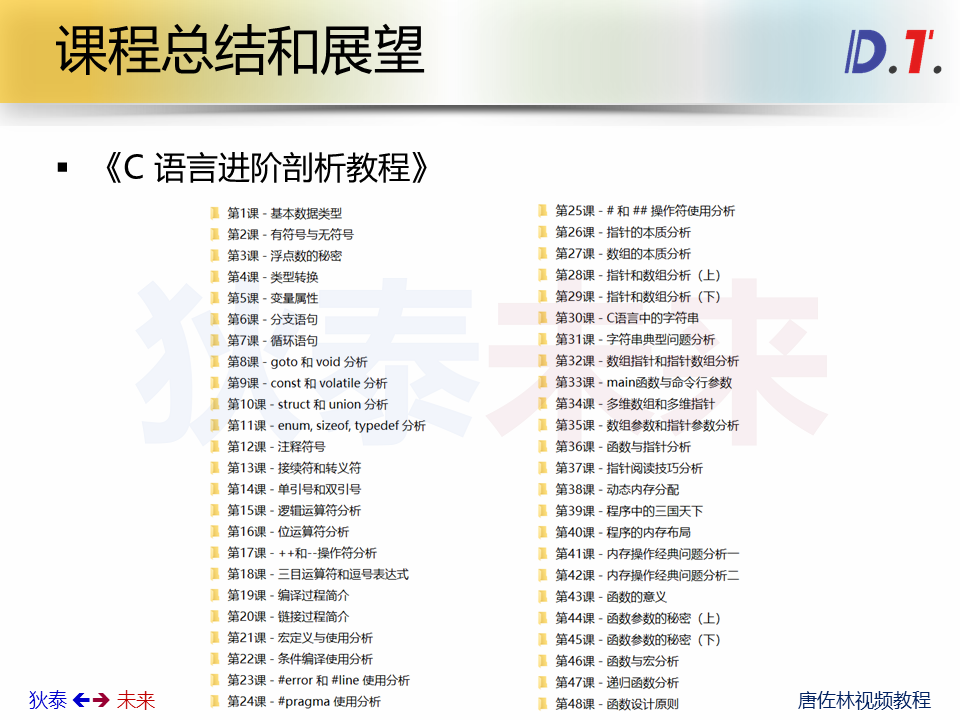 课程总结和展望
D.T.
▪ 《C 语言进阶剖析教程》
第1课 - 基本数据类型
第2课 - 有符号与无符号
第3课 - 浮点数的秘密
第4课 - 类型转换
第5课 - 变量属性
第6课 - 分支语句
第7课 - 循环语句
第8课 - goto 和 void 分析
第9课 - const 和 volatile 分析
第10课 - struct 和 union 分析
第11课 - enum, sizeof, typedef 分析
第12课 - 注释符号
第13课 - 接续符和转义符
第14课 - 单引号和双引号
第15课 - 逻辑运算符分析
第16课 - 位运算符分析
第17课 - ++和--操作符分析
第18课 - 三目运算符和逗号表达式
第19课 - 编译过程简介
第20课 - 链接过程简介
第21课 - 宏定义与使用分析
第22课 - 条件编译使用分析
第23课 - #error 和 #line 使用分析
第24课 - #pragma 使用分析
第25课 - # 和 ## 操作符使用分析
第26课 - 指针的本质分析
第27课 - 数组的本质分析
第28课 - 指针和数组分析（上）
第29课 - 指针和数组分析（下）
第30课 - C语言中的字符串
第31课 - 字符串典型问题分析
第32课 - 数组指针和指针数组分析
第33课 - main函数与命令行参数
第34课 - 多维数组和多维指针
第35课 - 数组参数和指针参数分析
第36课 - 函数与指针分析
第37课 - 指针阅读技巧分析
第38课 - 动态内存分配
第39课 - 程序中的三国天下
第40课 - 程序的内存布局
第41课 - 内存操作经典问题分析一
第42课 - 内存操作经典问题分析二
第43课 - 函数的意义
第44课 - 函数参数的秘密（上）
第45课 - 函数参数的秘密（下）
第46课 - 函数与宏分析
第47课 - 递归函数分析
第48课 - 函数设计原则
狄泰未来
狄泰 ←→ 未来
唐佐林视频教程